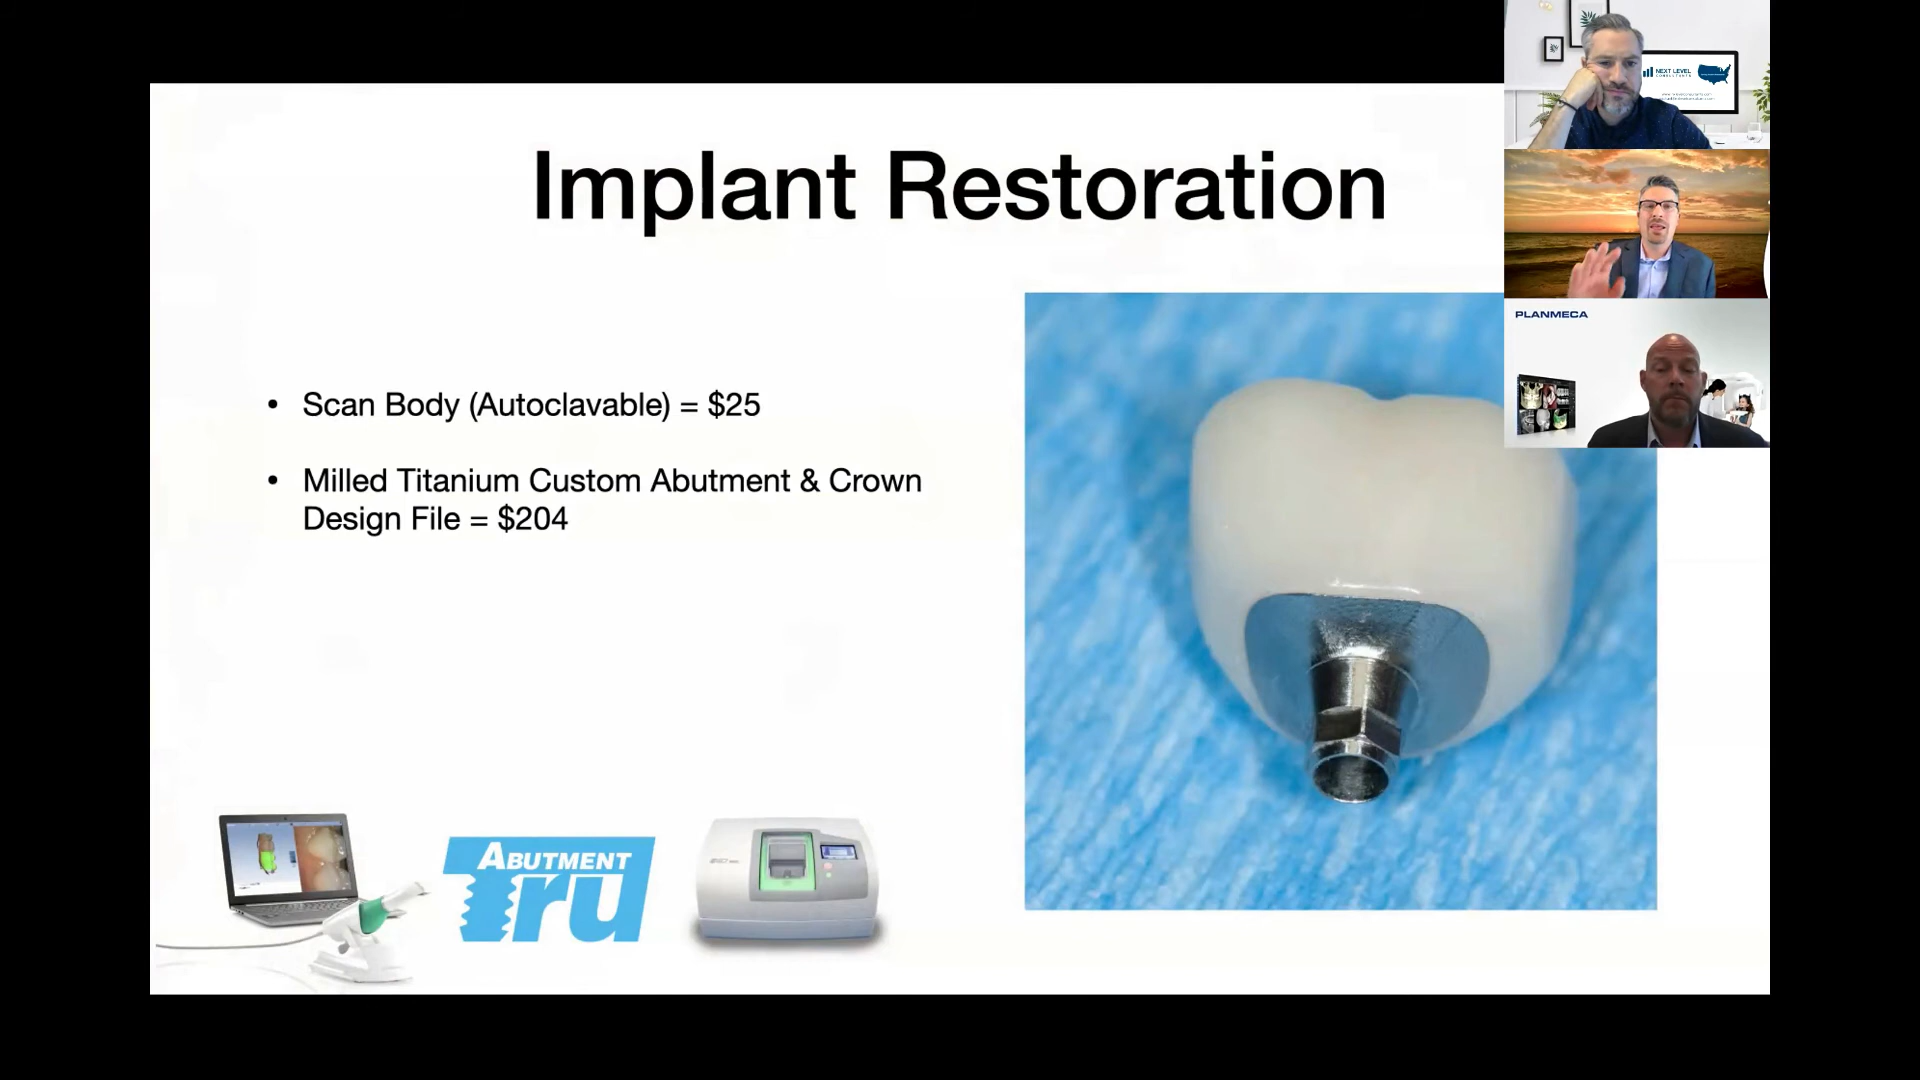 Implant Restoration
• Scan Body (Autoclavable) = $25
• Milled Titanium Custom Abutment & Crown
Design File = $204
ABUTMENT
Tru
NEXT LEVEL
CONSULTANTS
PLANMECA